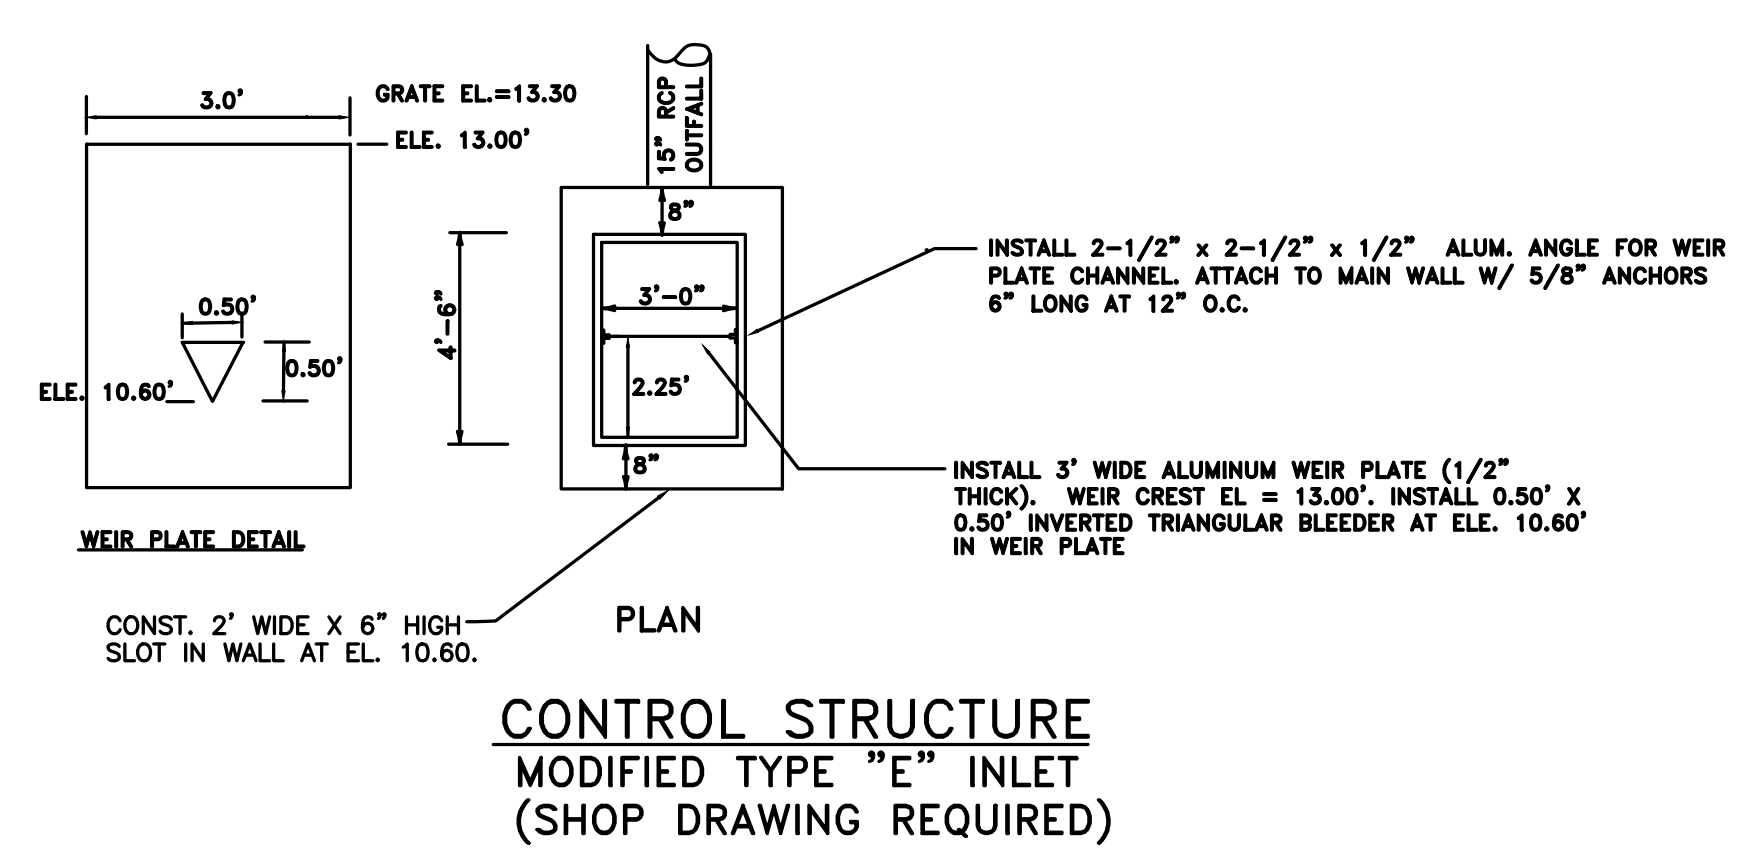 3.0'
GRATE EL.=13.30
ELE. 13.00'
0.50'
0.50'
ELE. 10.60'
WEIR PLATE DETAIL
15" RCP
OUTFALL
8"
4'-6"
3'-0"
2.25'
8"
INSTALL 2-1/2" x 2-1/2" x 1/2" ALUM. ANGLE FOR WEIR
PLATE CHANNEL. ATTACH TO MAIN WALL W/ 5/8" ANCHORS
6" LONG AT 12" O.C.
INSTALL 3' WIDE ALUMINUM WEIR PLATE (1/2"
THICK). WEIR CREST EL = 13.00'. INSTALL 0.50' X
0.50' INVERTED TRIANGULAR BLEEDER AT ELE. 10.60'
IN WEIR PLATE
CONST. 2' WIDE X 6" HIGH
SLOT IN WALL AT EL. 10.60.
PLAN
CONTROL STRUCTURE
MODIFIED TYPE "E" INLET
(SHOP DRAWING REQUIRED)